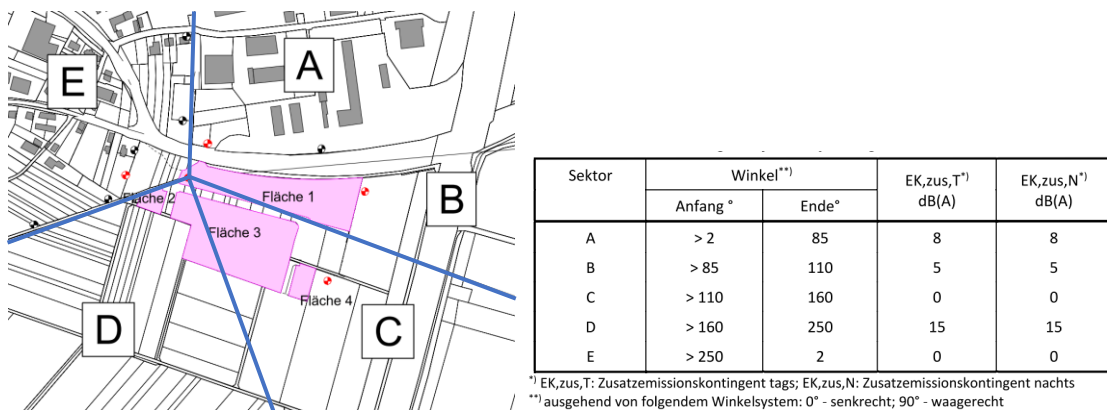 E
A
B
Fläche 1
Fläche 2
Fläche 3
Fläche 4
D
C
Sektor Winkel**) EK,zus,T*) EK,zus,N*)
dB(A) dB(A)
Anfang ° Ende°
A > 2 85 8 8
B > 85 110 5 5
C > 110 160 0 0
D > 160 250 15 15
E > 250 2 0 0
*) EK,zus,T: Zusatzemissionskontingent tags; EK,zus,N: Zusatzemissionskontingent nachts
**) ausgehend von folgendem Winkelsystem: 0° - senkrecht; 90° - waagerecht